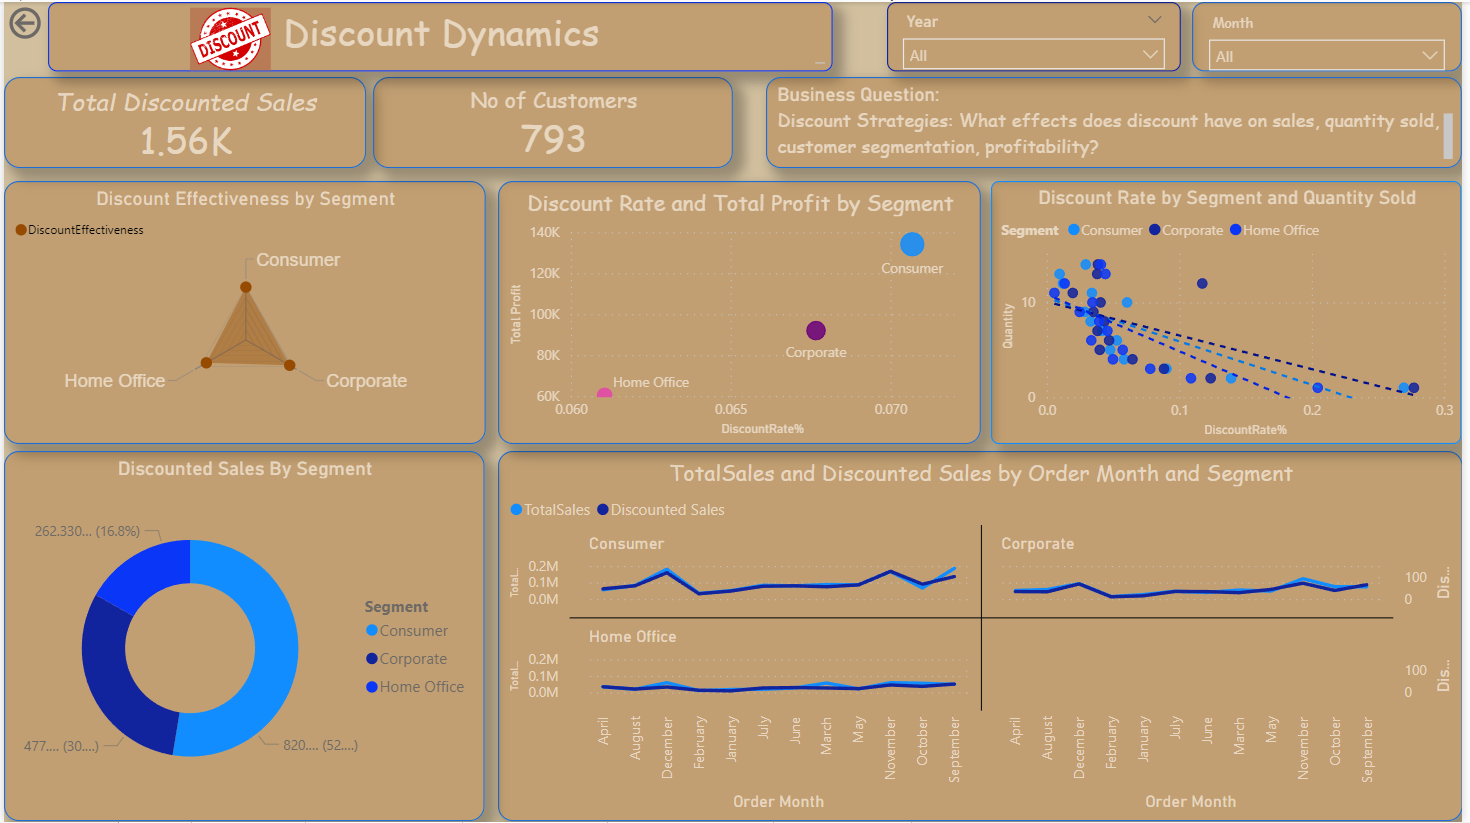 DISCOUNT
Discount Dynamics
Year
All
Month
All
Total Discounted Sales
1.56K
No of Customers
793
Business Question:
Discount Strategies: What effects does discount have on sales, quantity sold,
customer segmentation, profitability?
Discount Effectiveness by Segment
DiscountEffectiveness
Consumer
Home Office
Corporate
Discount Rate and Total Profit by Segment
Total Profit
140K
120K
100K
80K
60K
Consumer
Corporate
Home Office
0.060
0.065
0.070
DiscountRate%
Discount Rate by Segment and Quantity Sold
Segment Consumer Corporate Home Office
Quantity
10
0
0.0
0.1
0.2
0.3
DiscountRate%
Discounted Sales By Segment
262.330... (16.8%)
477.... (30....)
820.... (52....)
Segment
Consumer
Corporate
Home Office
TotalSales and Discounted Sales by Order Month and Segment
TotalSales Discounted Sales
Consumer
Total...
0.2M
0.1M
0.0M
Corporate
100
0
Dis...
Home Office
Total...
0.2M
0.1M
0.0M
100
0
Dis...
April
August
December
February
January
July
June
March
May
November
October
September
Order Month
April
August
December
February
January
July
June
March
May
November
October
September
Order Month